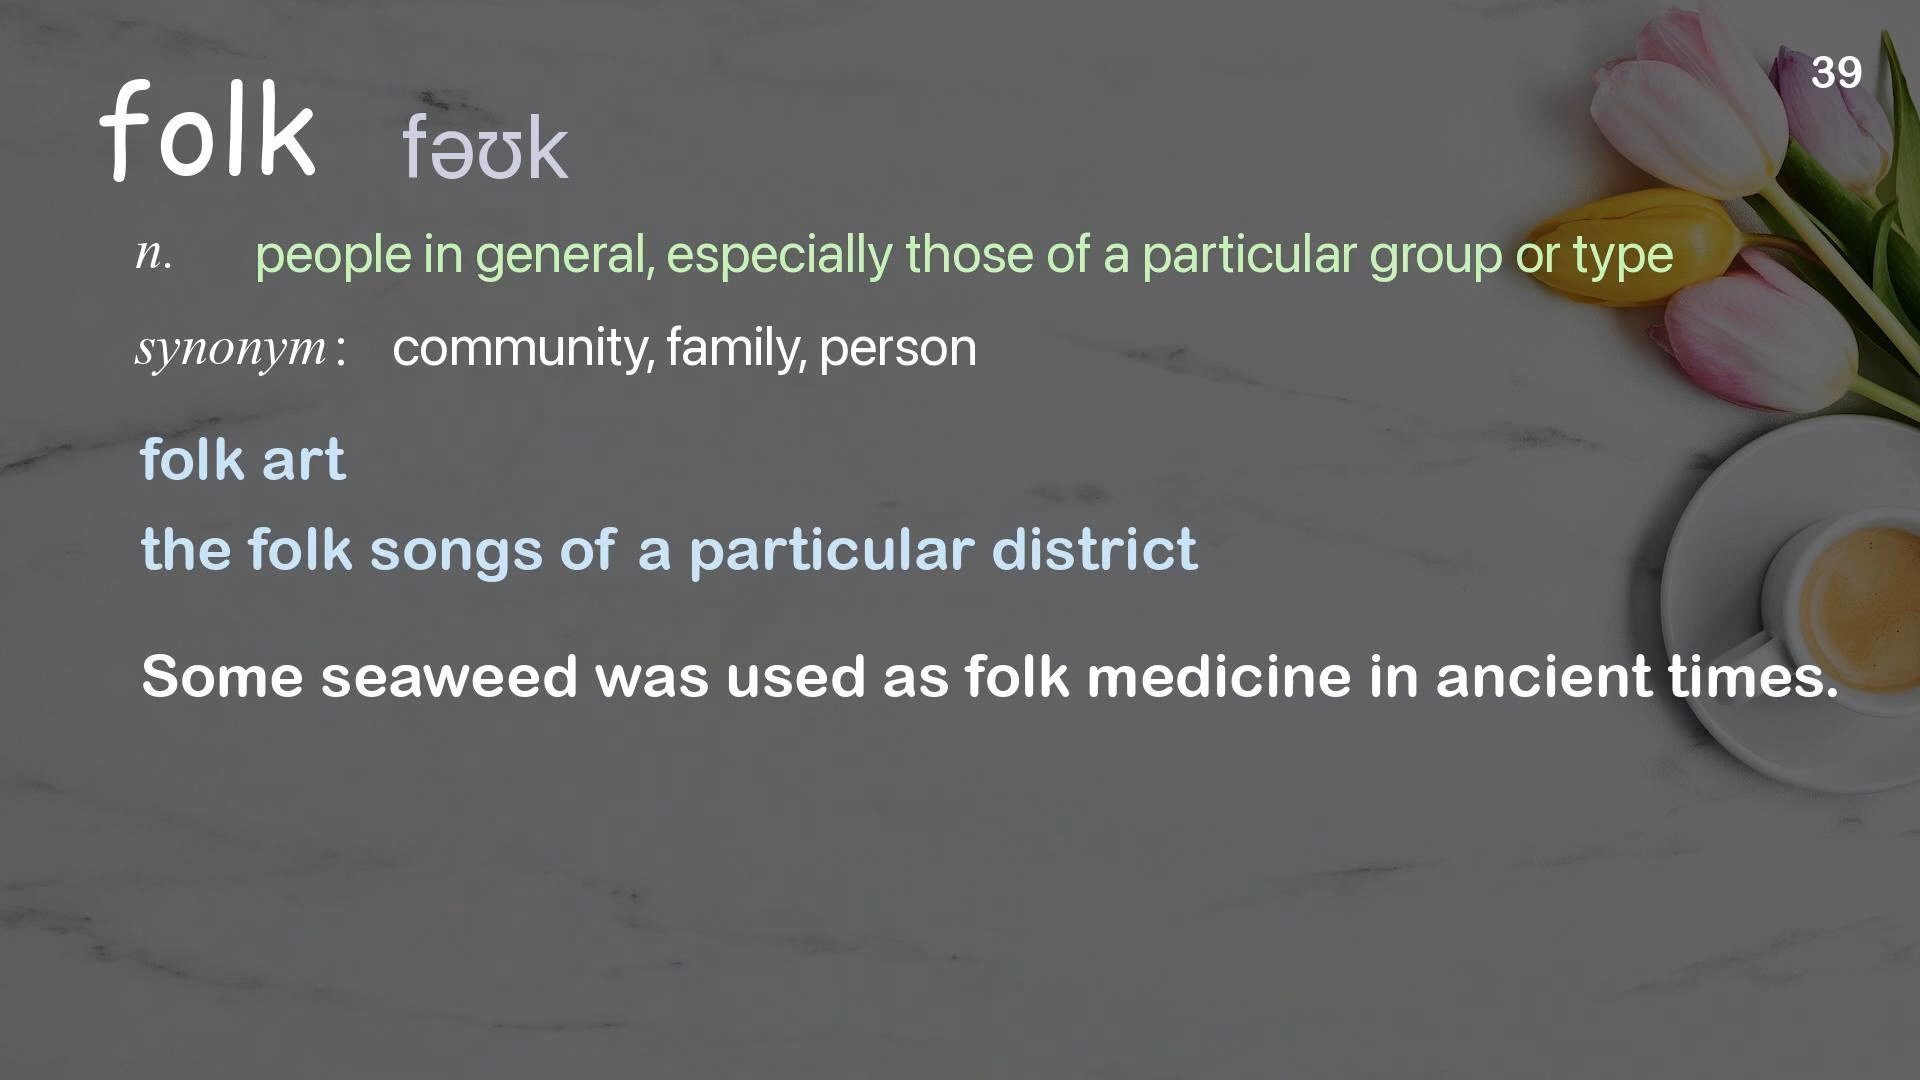 39
folk fəʊk
n. people in general, especially those of a particular group or type
synonym: community, family, person
folk art
the folk songs of a particular district
Some seaweed was used as folk medicine in ancient times.